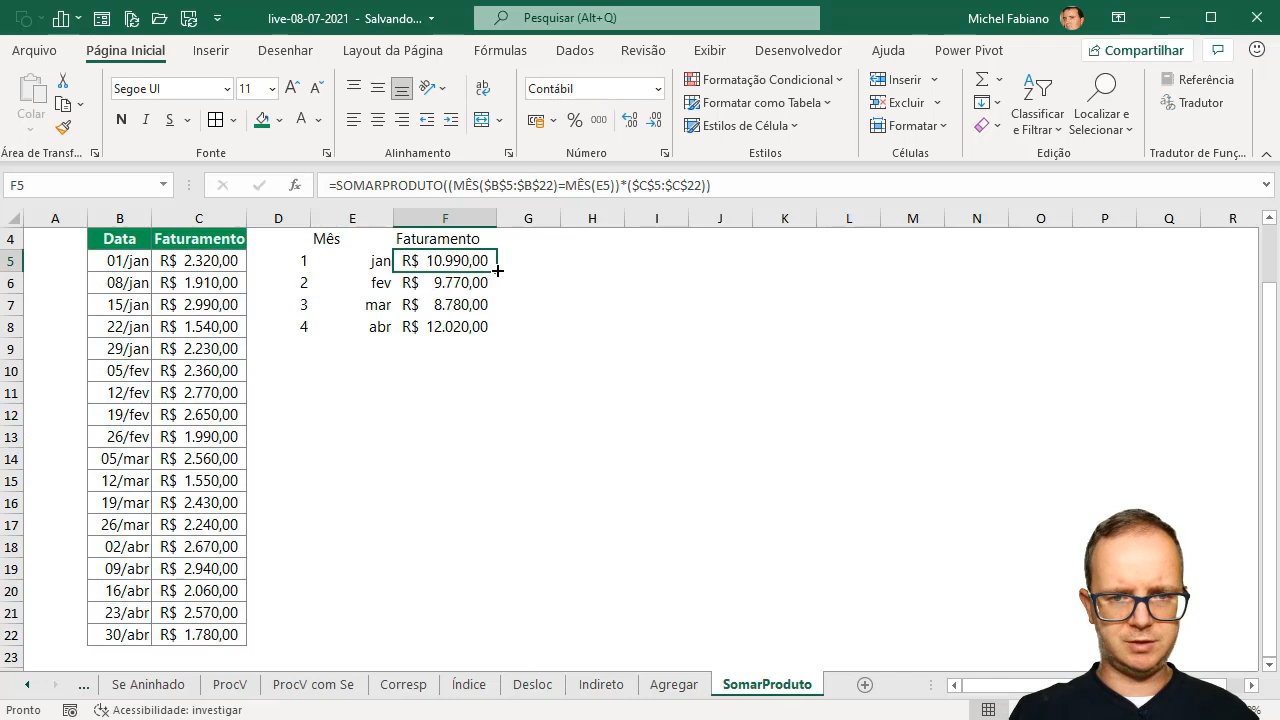 live-08-07-2021 - Salvando...
Pesquisar (Alt+Q)
Michel Fabiano
Arquivo Página Inicial Inserir Desenhar Layout da Página Fórmulas Dados Revisão Exibir Desenvolvedor Ajuda Power Pivot Compartilhar
Colar
Segoe UI 11
N I S A
Contábil
% 000
Formatação Condicional
Formatar como Tabela
Estilos de Célula
Inserir
Excluir
Formatar
Classificar e Filtrar
Localizar e Selecionar
Referência
Tradutor
Área de Transf... Fonte Alinhamento Número Estilos Células Edição Tradutor de Funç
F5 fx =SOMARPRODUTO((MÊS($B$5:$B$22)=MÊS(E5))*($C$5:$C$22))
A B C D E F G H I J K L M N O P Q R
4 Data Faturamento Mês Faturamento
5 01/jan R$ 2.320,00 1 jan R$ 10.990,00
6 08/jan R$ 1.910,00 2 fev R$ 9.770,00
7 15/jan R$ 2.990,00 3 mar R$ 8.780,00
8 22/jan R$ 1.540,00 4 abr R$ 12.020,00
9 29/jan R$ 2.230,00
10 05/fev R$ 2.360,00
11 12/fev R$ 2.770,00
12 19/fev R$ 2.650,00
13 26/fev R$ 1.990,00
14 05/mar R$ 2.560,00
15 12/mar R$ 1.550,00
16 19/mar R$ 2.430,00
17 26/mar R$ 2.240,00
18 02/abr R$ 2.670,00
19 09/abr R$ 2.940,00
20 16/abr R$ 2.060,00
21 23/abr R$ 2.570,00
22 30/abr R$ 1.780,00
23
... Se Aninhado ProcV ProcV com Se Corresp Índice Desloc Indireto Agregar SomarProduto
Pronto Acessibilidade: investigar